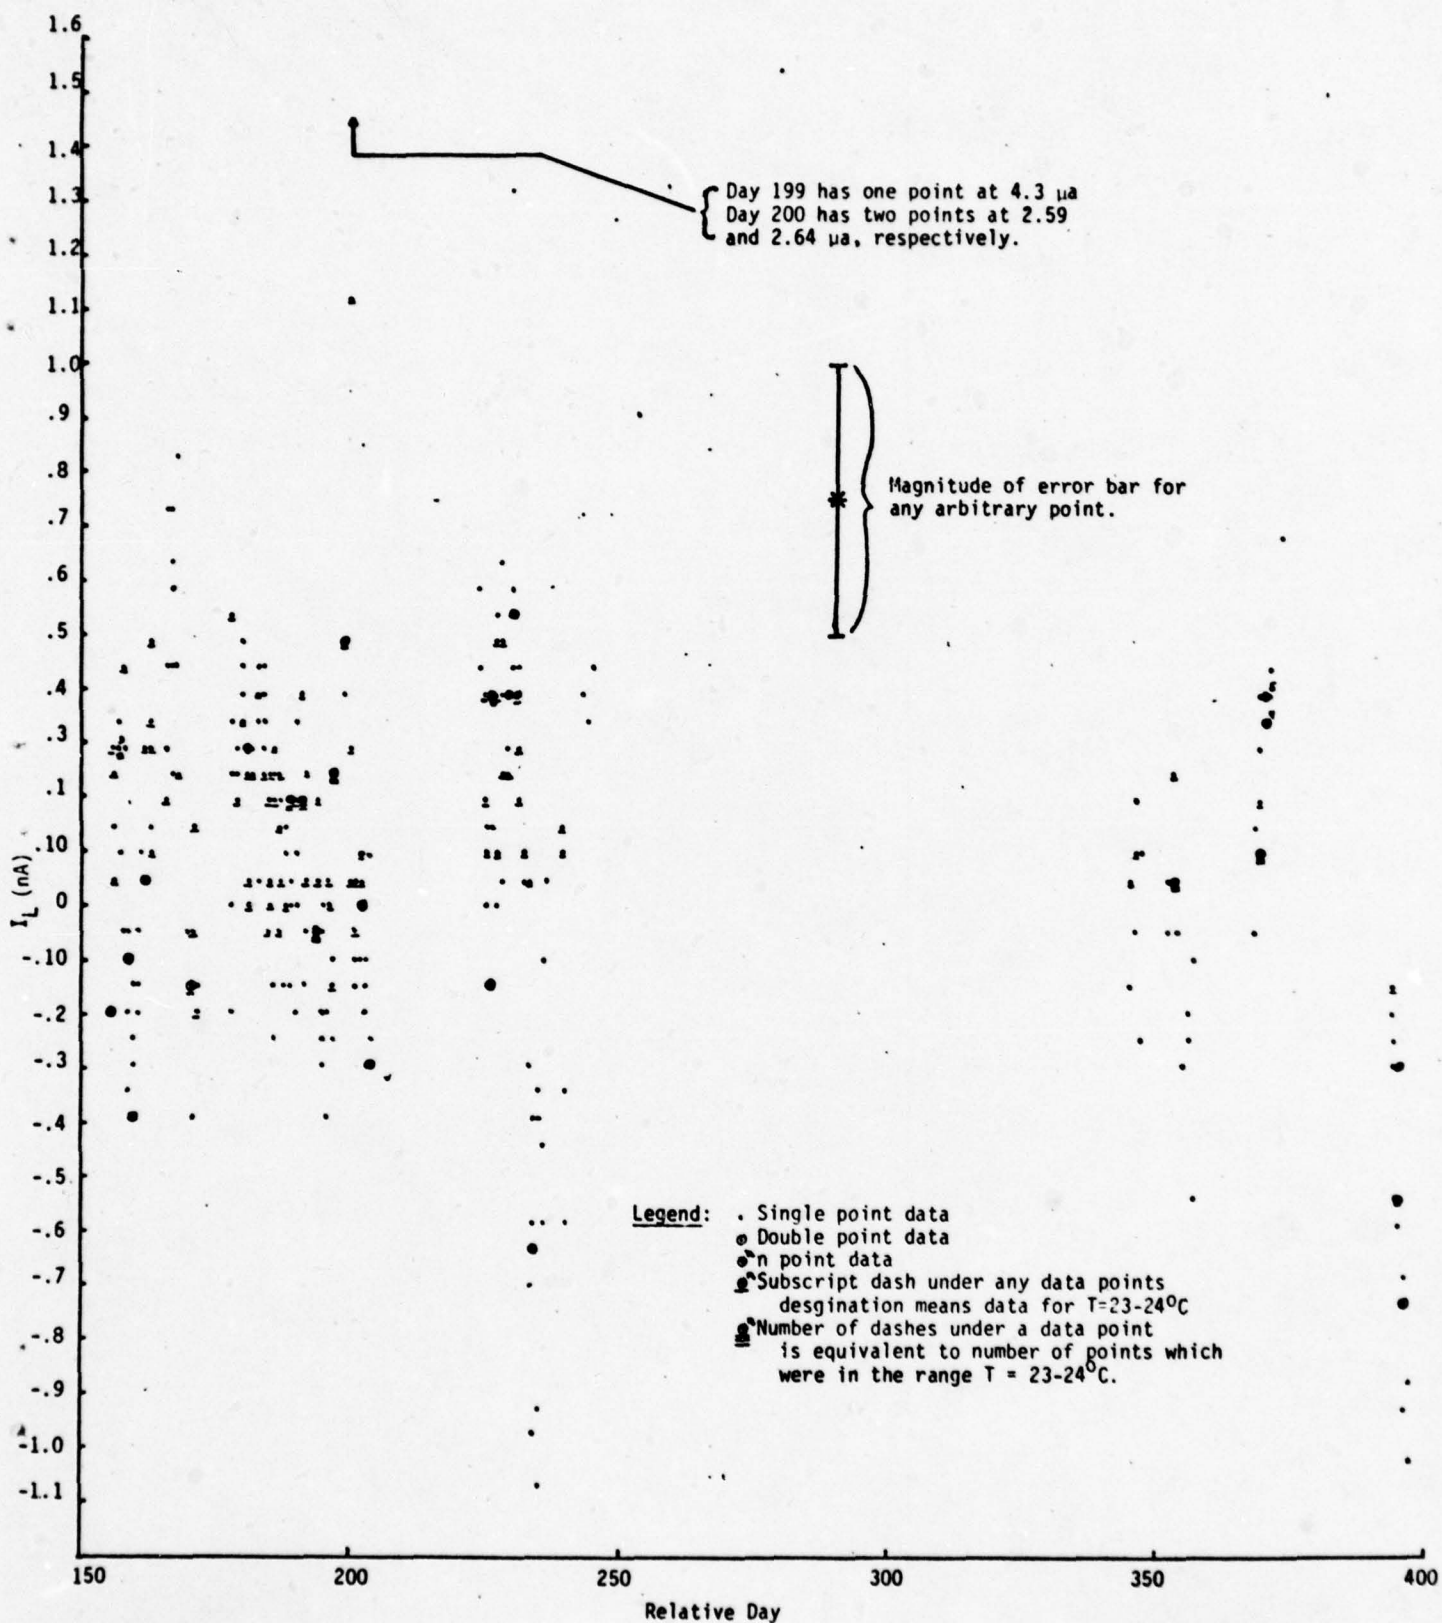 1.6
1.5
1.4
1.3
1.2
1.1
1.0
.9
.8
.7
.6
.5
.4
.3
.1
.10
0
-.10
-.2
-.3
-.4
-.5
-.6
-.7
-.8
-.9
-1.0
-1.1
I_L (nA)
Day 199 has one point at 4.3 µa
Day 200 has two points at 2.59
and 2.64 µa, respectively.
Magnitude of error bar for
any arbitrary point.
Legend: . Single point data
Double point data
n point data
Subscript dash under any data points
desgination means data for T=23-24°C
Number of dashes under a data point
is equivalent to number of points which
were in the range T = 23-24°C.
150 200 250 300 350 400
Relative Day